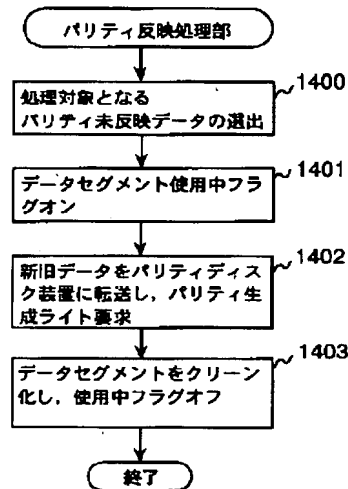 パリティ反映処理部
1400
処理対象となる
パリティ未反映データの選出
1401
データセグメント使用中フラ
グオン
1402
新旧データをパリティディス
ク装置に転送し，パリティ生
成ライト要求
1403
データセグメントをクリーン
化し，使用中フラグオフ
終了